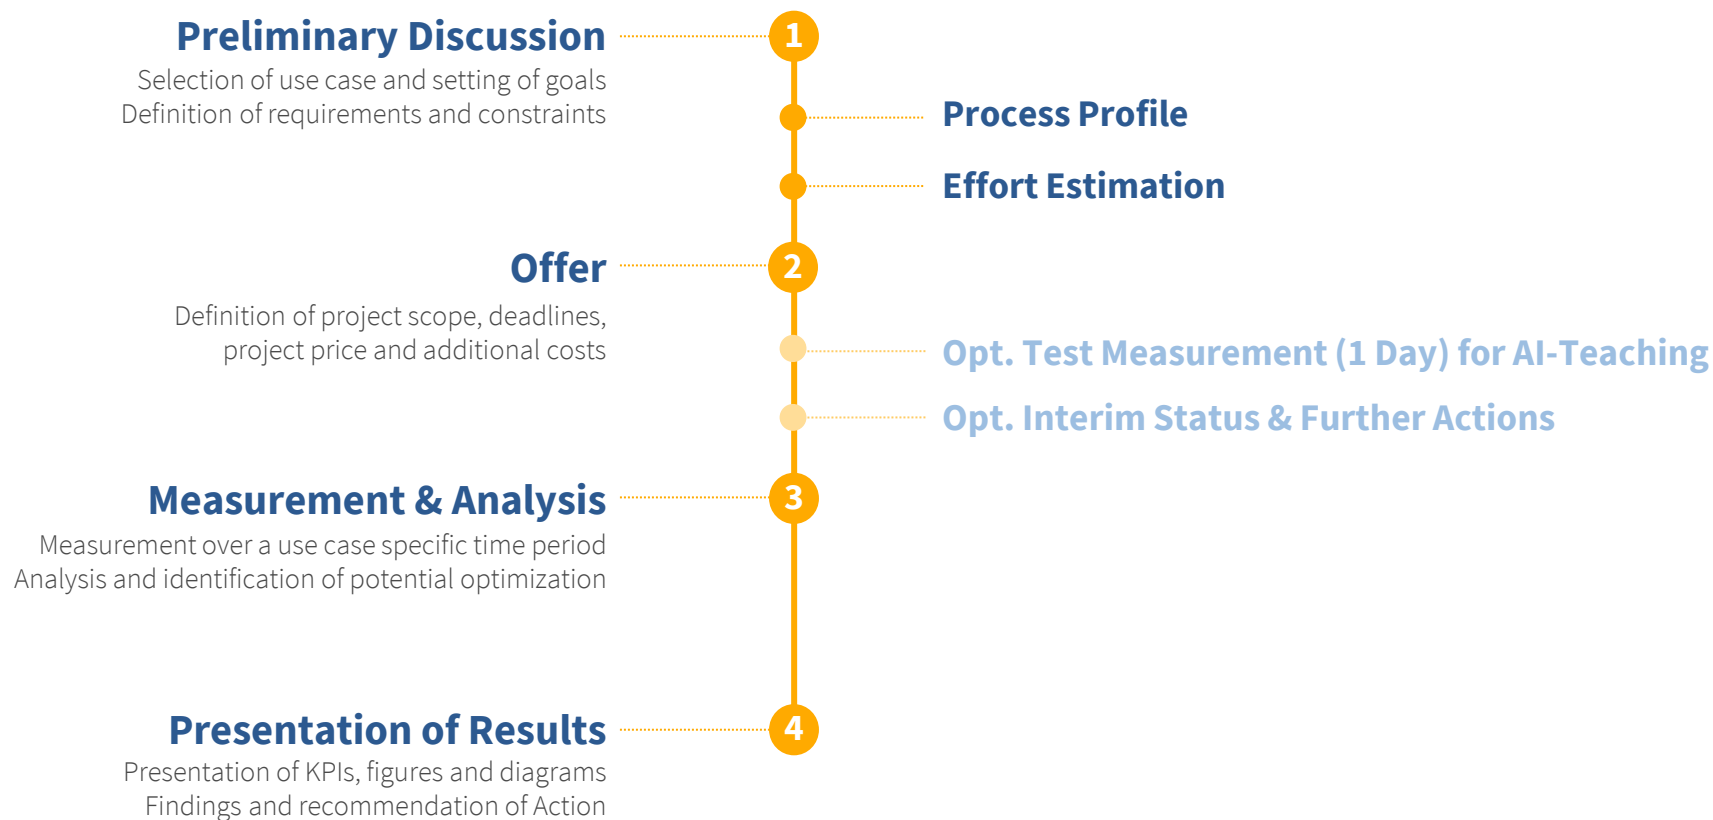 Preliminary Discussion
1
Selection of use case and setting of goals
Definition of requirements and constraints
Process Profile
Effort Estimation
Offer
2
Definition of project scope, deadlines,
project price and additional costs
Opt. Test Measurement (1 Day) for AI-Teaching
Opt. Interim Status & Further Actions
Measurement & Analysis
3
Measurement over a use case specific time period
Analysis and identification of potential optimization
Presentation of Results
4
Presentation of KPIs, figures and diagrams
Findings and recommendation of Action